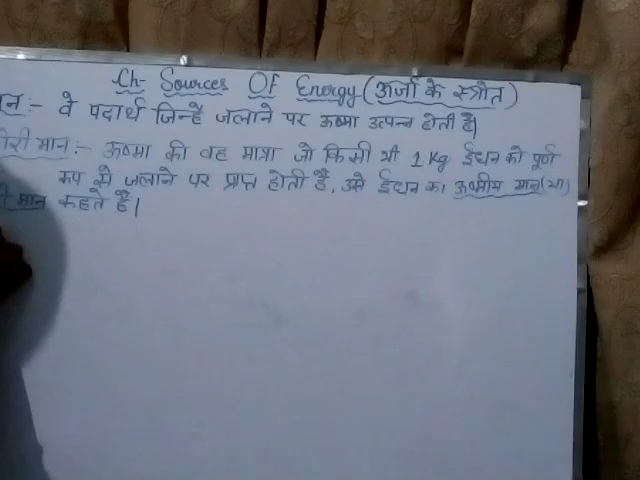 Ch- Sources Of Energy (ऊर्जा के स्त्रोत)
:- वे पदार्थ जिन्हें जलाने पर ऊष्मा उत्पन्न होती है।
मान:- ऊष्मा की वह मात्रा जो किसी भी 1 Kg ईंधन को पूर्ण
रूप से जलाने पर प्राप्त होती है, उसे ईंधन का ऊष्मीय मान (या)
मान कहते हैं।